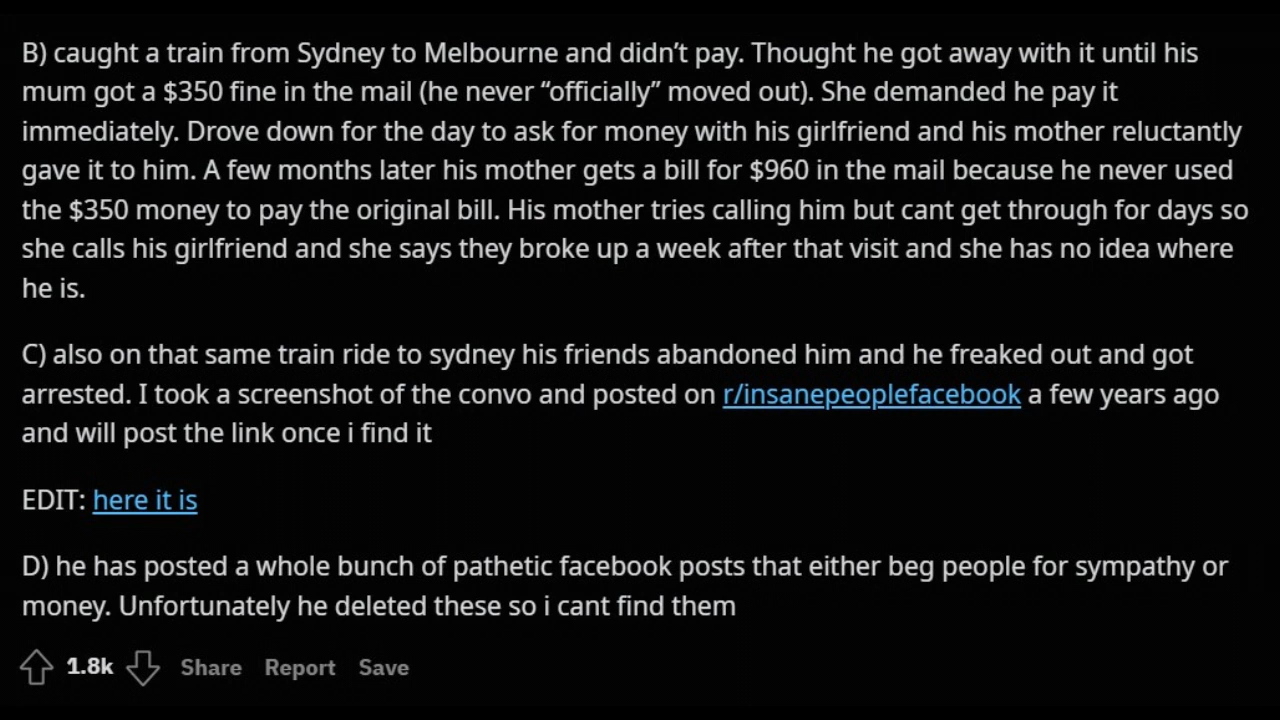 B) caught a train from Sydney to Melbourne and didn’t pay. Thought he got away with it until his
mum got a $350 fine in the mail (he never “officially” moved out). She demanded he pay it
immediately. Drove down for the day to ask for money with his girlfriend and his mother reluctantly
gave it to him. A few months later his mother gets a bill for $960 in the mail because he never used
the $350 money to pay the original bill. His mother tries calling him but cant get through for days so
she calls his girlfriend and she says they broke up a week after that visit and she has no idea where
he is.
C) also on that same train ride to sydney his friends abandoned him and he freaked out and got
arrested. I took a screenshot of the convo and posted on r/insanepeoplefacebook a few years ago
and will post the link once i find it
EDIT: here it is
D) he has posted a whole bunch of pathetic facebook posts that either beg people for sympathy or
money. Unfortunately he deleted these so i cant find them
1.8k Share Report Save